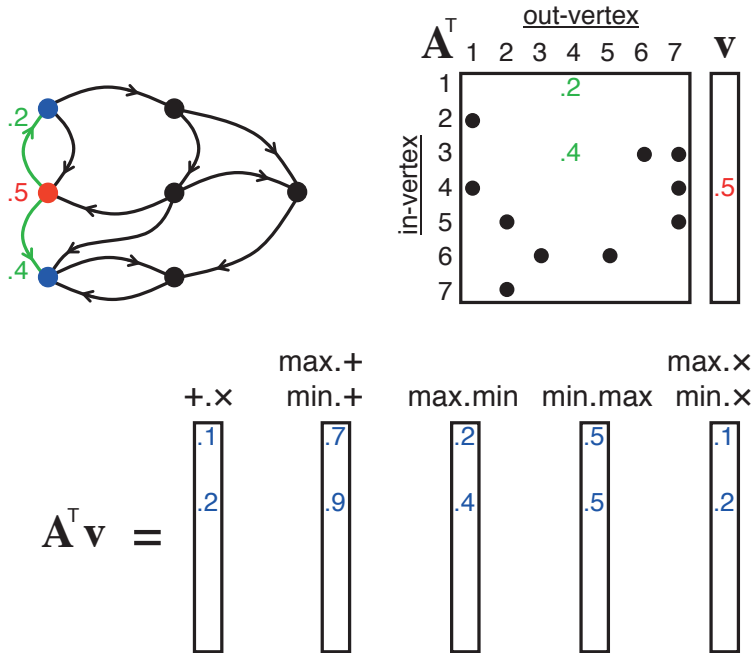 out-vertex
Aᵀ 1 2 3 4 5 6 7 v
.2
.5
.4
in-vertex
1 .2
2
3 .4
4 .5
5
6
7
max.+ max.×
+.× min.+ max.min min.max min.×
.1 .7 .2 .5 .1
.2 .9 .4 .5 .2
Aᵀ v =